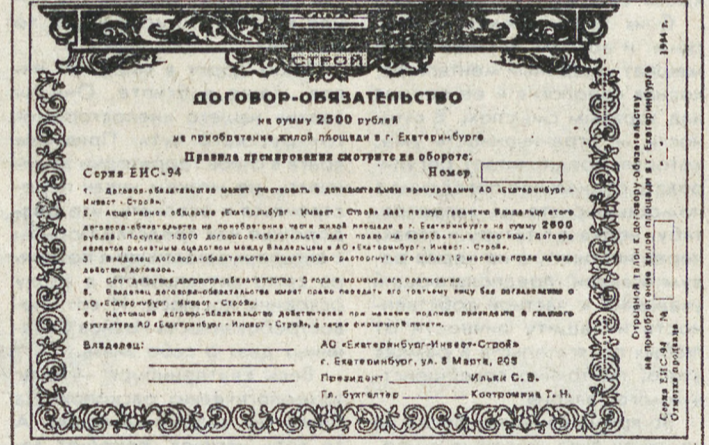 СТРОЙ
ДОГОВОР-ОБЯЗАТЕЛЬСТВО
на сумму 2500 рублей
на приобретение жилой площади в г. Екатеринбурге
Правила премирования смотрите на обороте:
Серия ЕИС-94 Номер
1. Договор-обязательство может участвовать в дополнительном премировании АО «Екатеринбург -
Инвест - Строй».
2. Акционерное общество «Екатеринбург - Инвест - Строй» даёт полную гарантию Владельцу этого
договора-обязательства на приобретение части жилой площади в г. Екатеринбурге на сумму 2500
рублей. Покупка 13000 договоров-обязательств дает право на приобретение квартиры. Договор
является расчетным средством между Владельцем и АО «Екатеринбург - Инвест - Строй».
3. Владелец договора-обязательства имеет право расторгнуть его через 12 месяцев после начала
действия договора.
4. Срок действия договора-обязательства - 3 года с момента его подписания.
5. Владелец договора-обязательства имеет право передать его третьему лицу без согласования с
АО «Екатеринбург - Инвест - Строй».
6. Настоящий договор-обязательство действителен при наличии подписи президента и главного
бухгалтера АО «Екатеринбург - Инвест - Строй», а также фирменной печати.
Владелец:
АО «Екатеринбург-Инвест-Строй»
г. Екатеринбург, ул. 8 Марта, 205
Президент Ильин С. В.
Гл. бухгалтер Костромина Т. Н.
Отрывной талон к договору-обязательству
на приобретение жилой площади в г. Екатеринбурге
Серия ЕИС-94 №
Отметка продавца 1994 г.